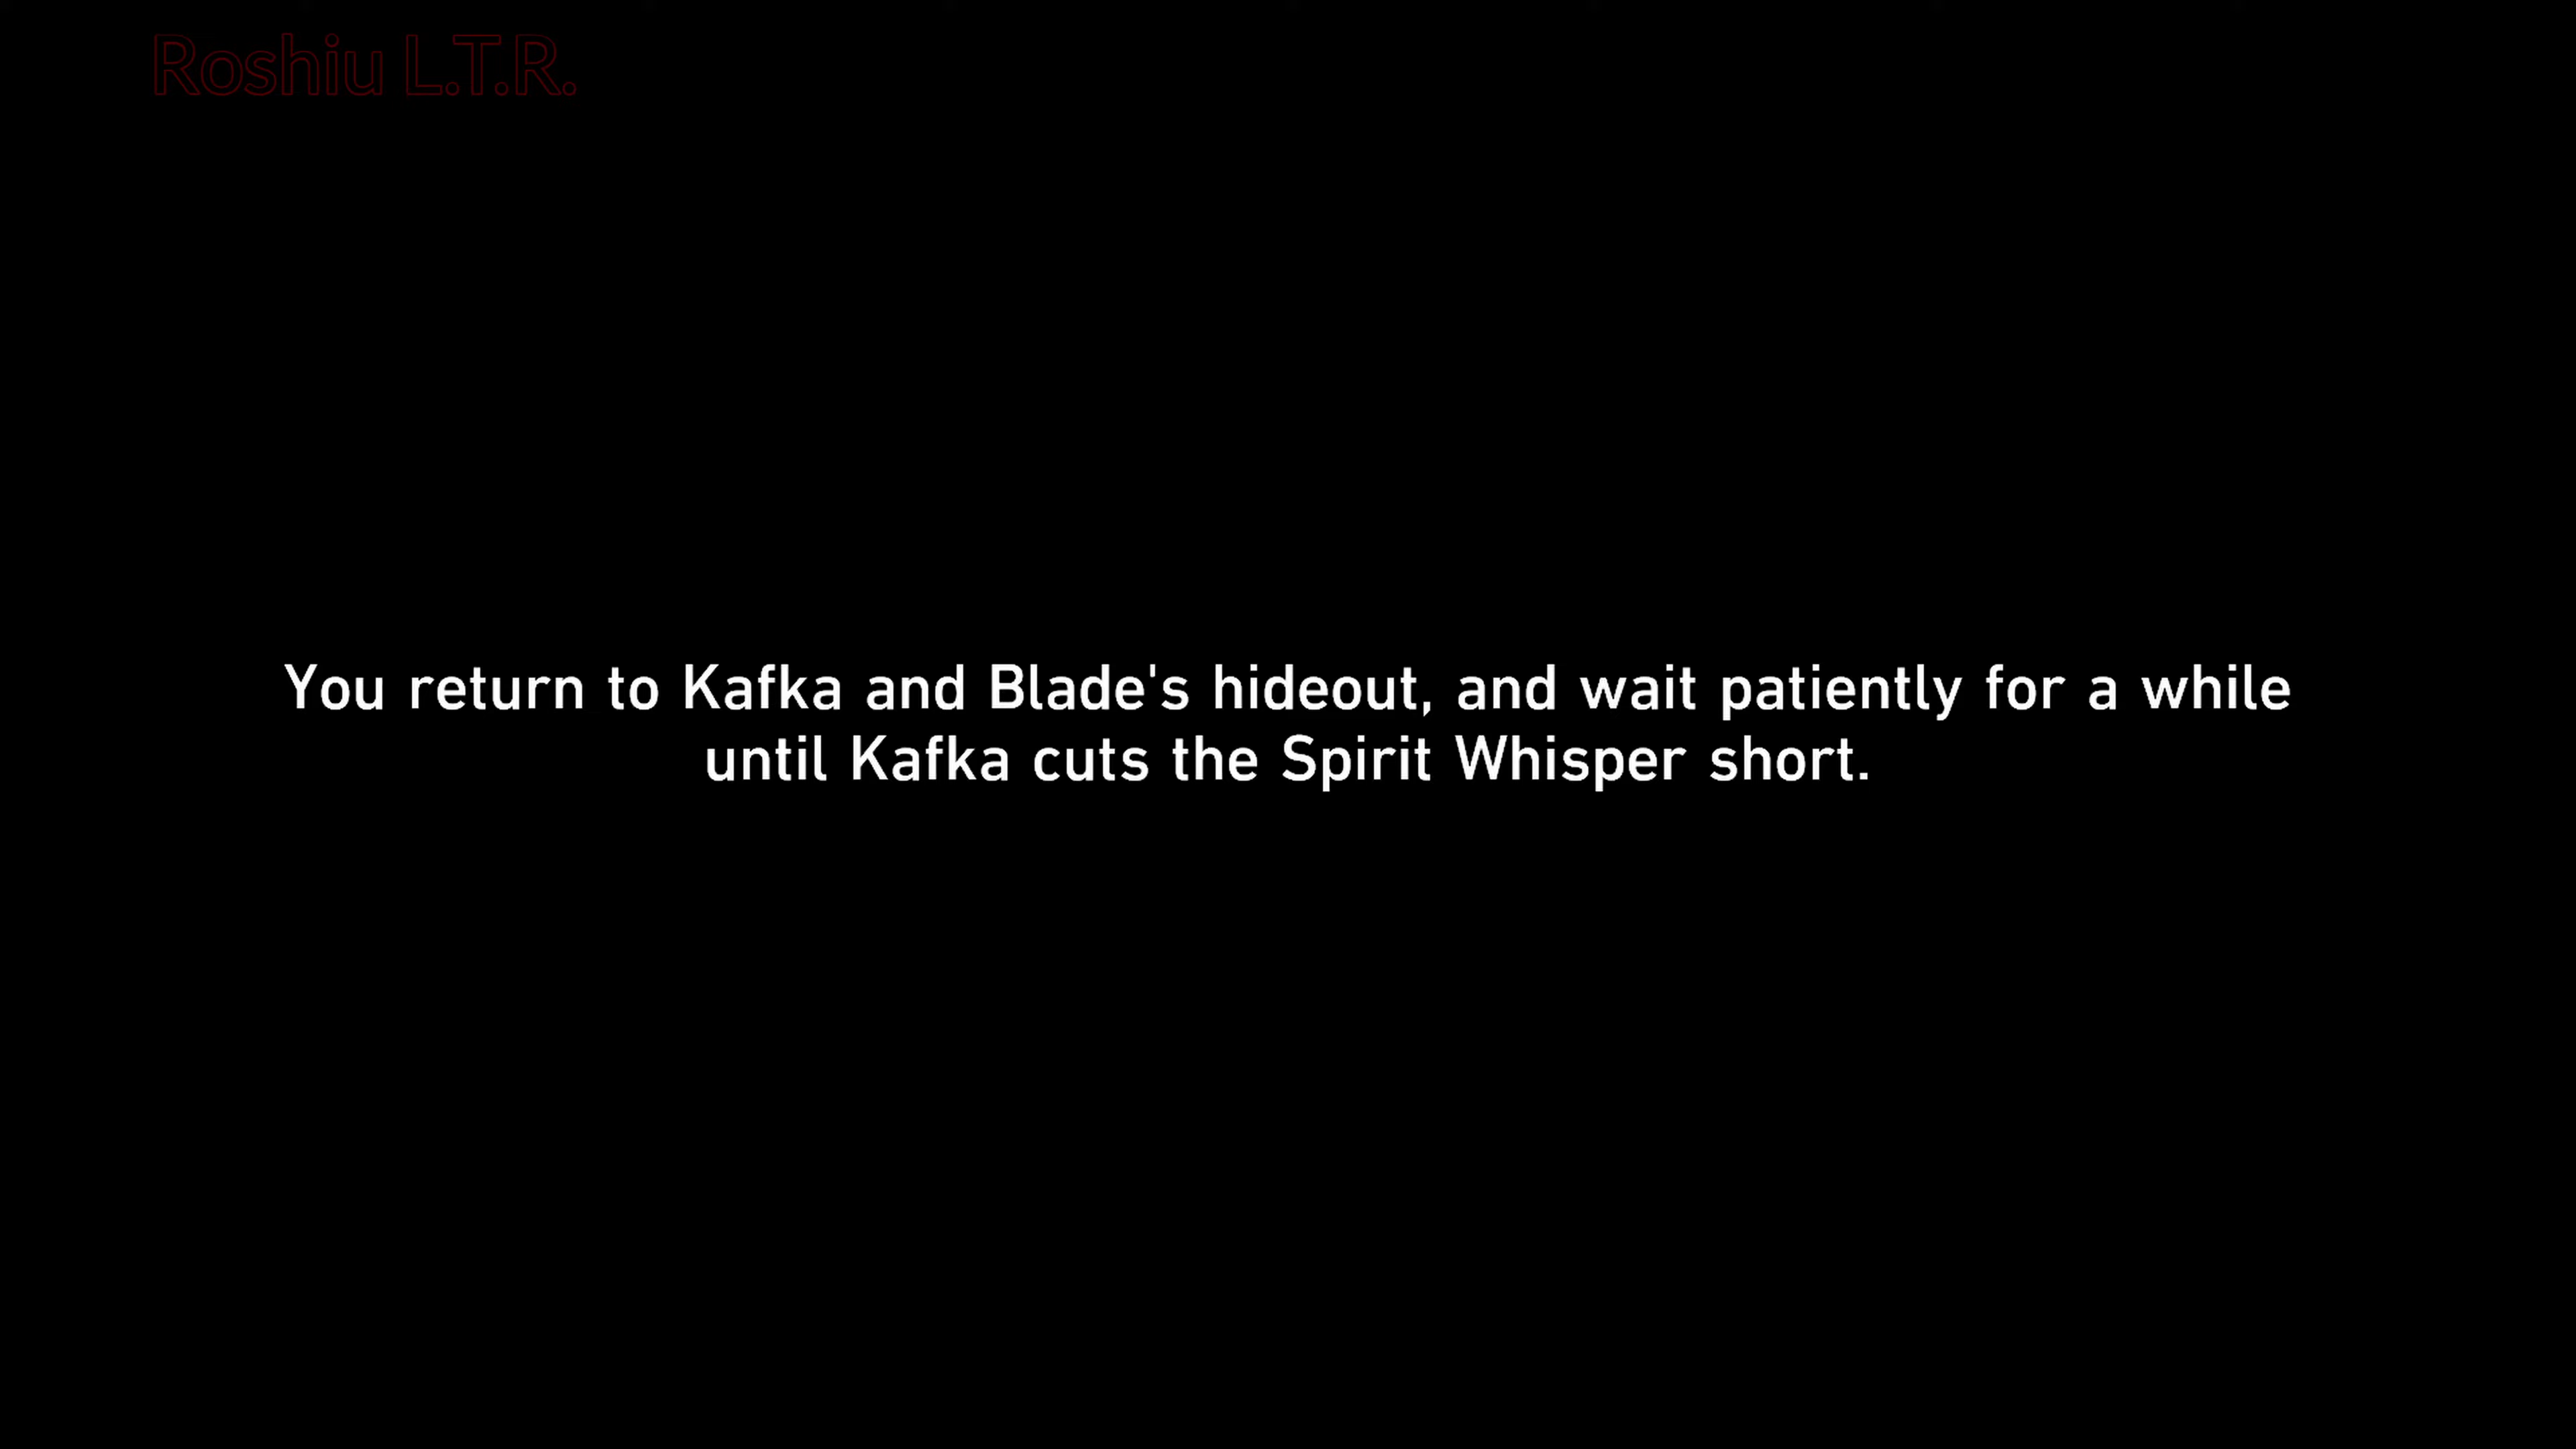 Roshiu L.T.R.
You return to Kafka and Blade's hideout, and wait patiently for a while
until Kafka cuts the Spirit Whisper short.